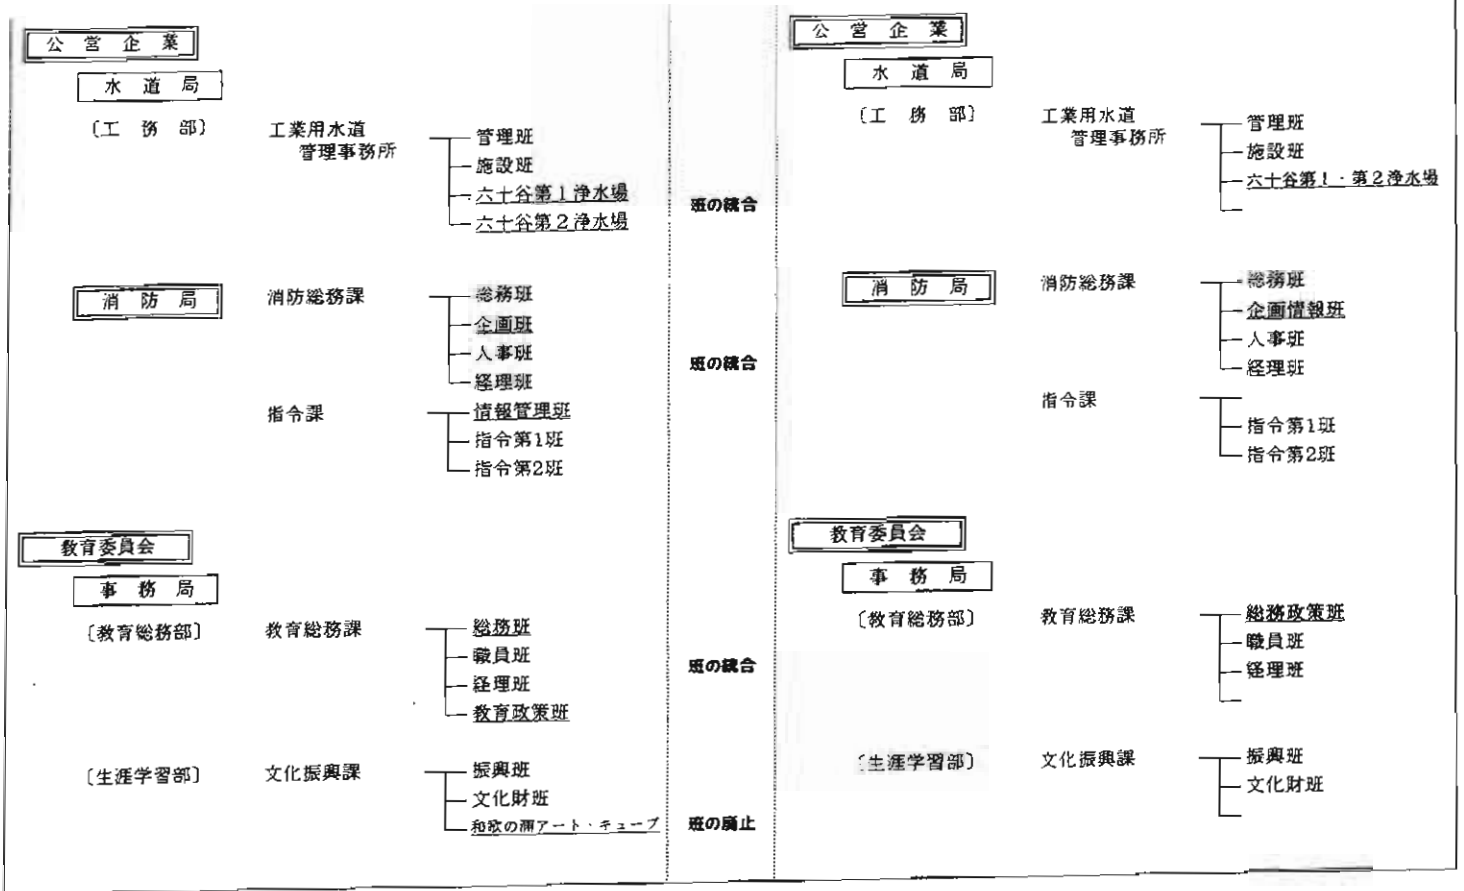 公営企業
水道局
〔工務部〕
工業用水道
管理事務所
管理班
施設班
六十谷第1浄水場
六十谷第2浄水場
消防局
消防総務課
総務班
企画班
人事班
経理班
指令課
情報管理班
指令第1班
指令第2班
教育委員会
事務局
〔教育総務部〕
教育総務課
総務班
職員班
経理班
教育政策班
〔生涯学習部〕
文化振興課
振興班
文化財班
和歌の浦アート・キューブ
班の統合
班の統合
班の統合
班の廃止
公営企業
水道局
〔工務部〕
工業用水道
管理事務所
管理班
施設班
六十谷第1・第2浄水場
消防局
消防総務課
総務班
企画情報班
人事班
経理班
指令課
指令第1班
指令第2班
教育委員会
事務局
〔教育総務部〕
教育総務課
総務政策班
職員班
経理班
〔生涯学習部〕
文化振興課
振興班
文化財班